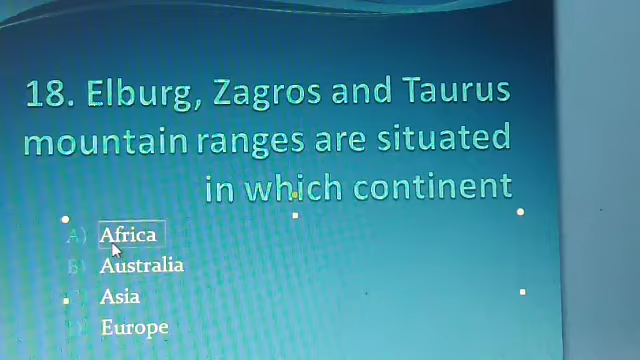 18. Elburg, Zagros and Taurus
mountain ranges are situated
in which continent
A) Africa
B) Australia
Asia
Europe